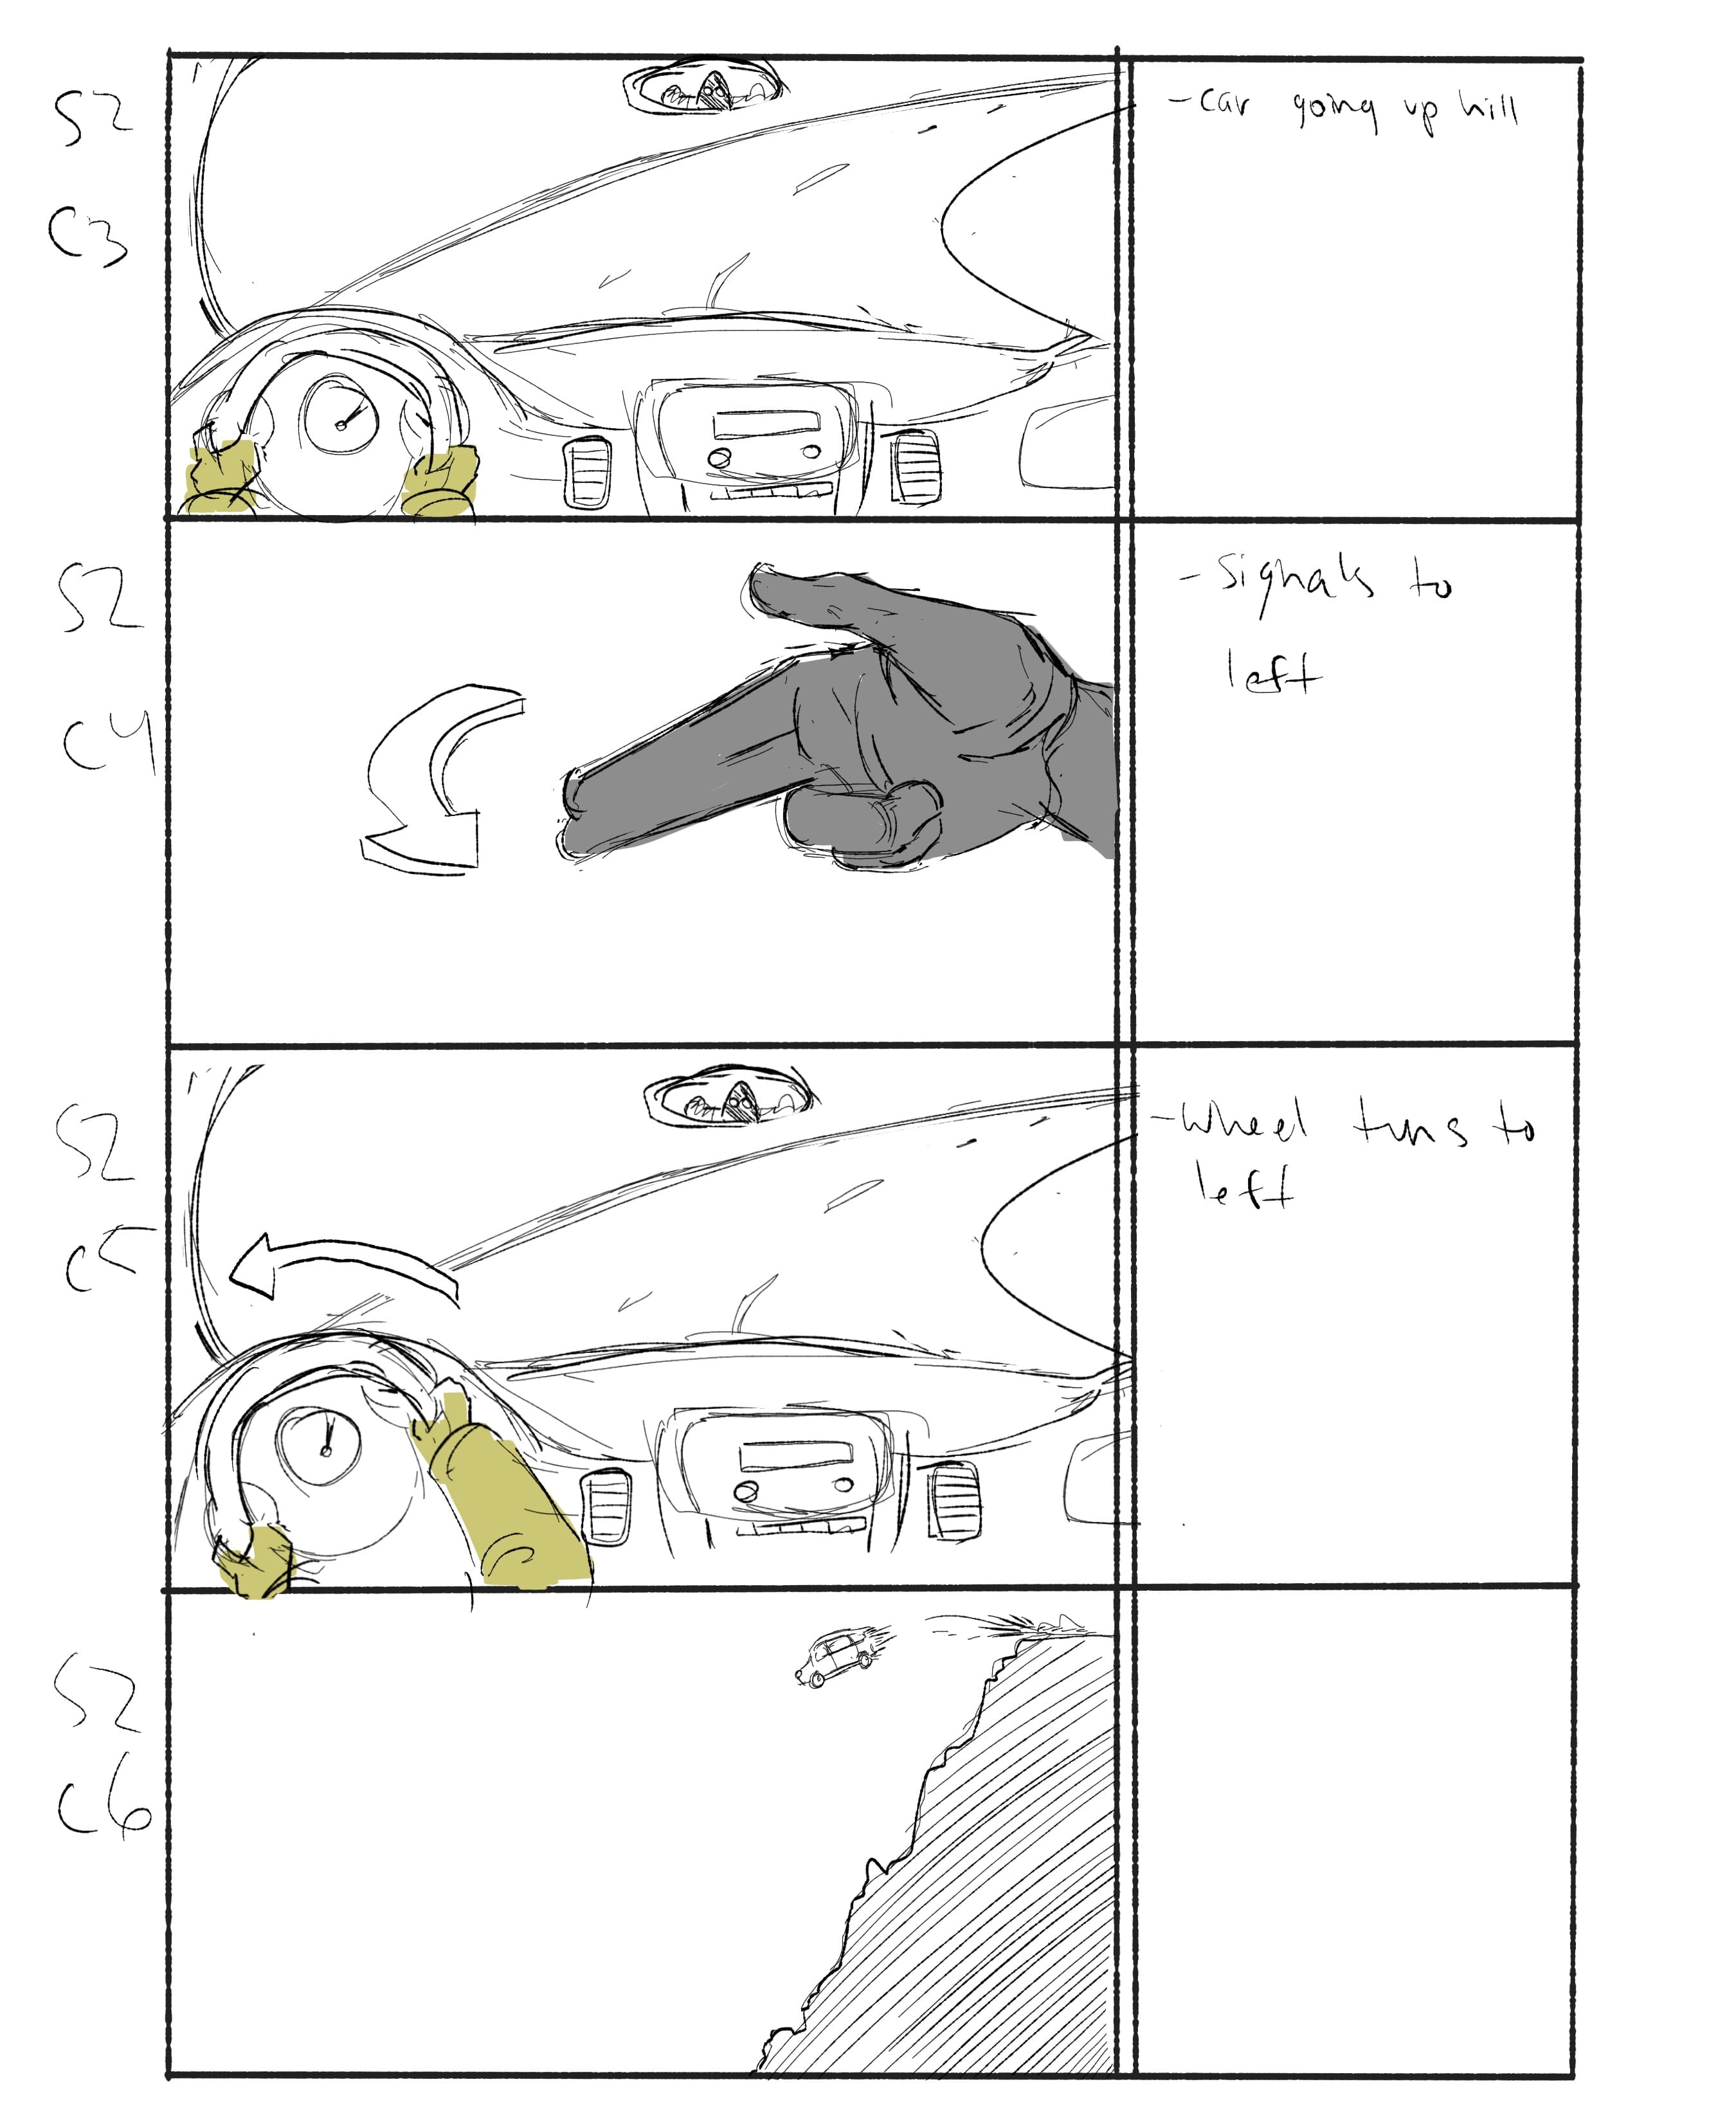 S2
C3
- car going up hill
S2
C4
- signals to
left
S2
C5
- wheel turns to
left
S2
C6